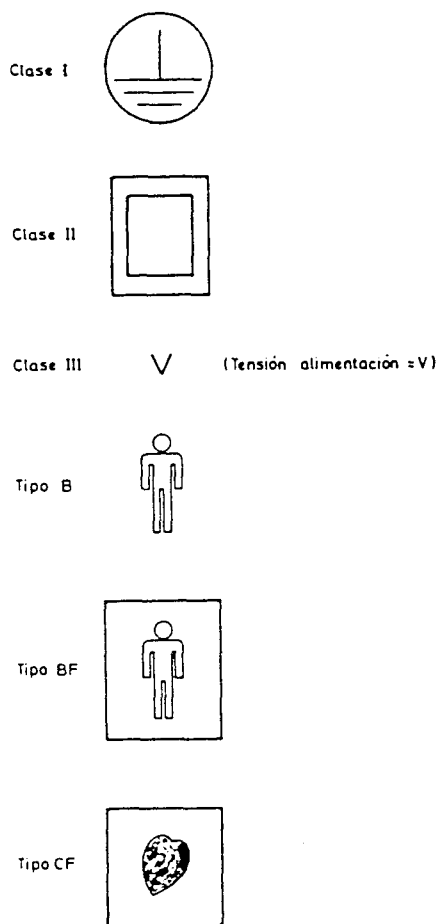 Clase I
Clase II
Clase III V (Tensión alimentación = V)
Tipo B
Tipo BF
Tipo CF